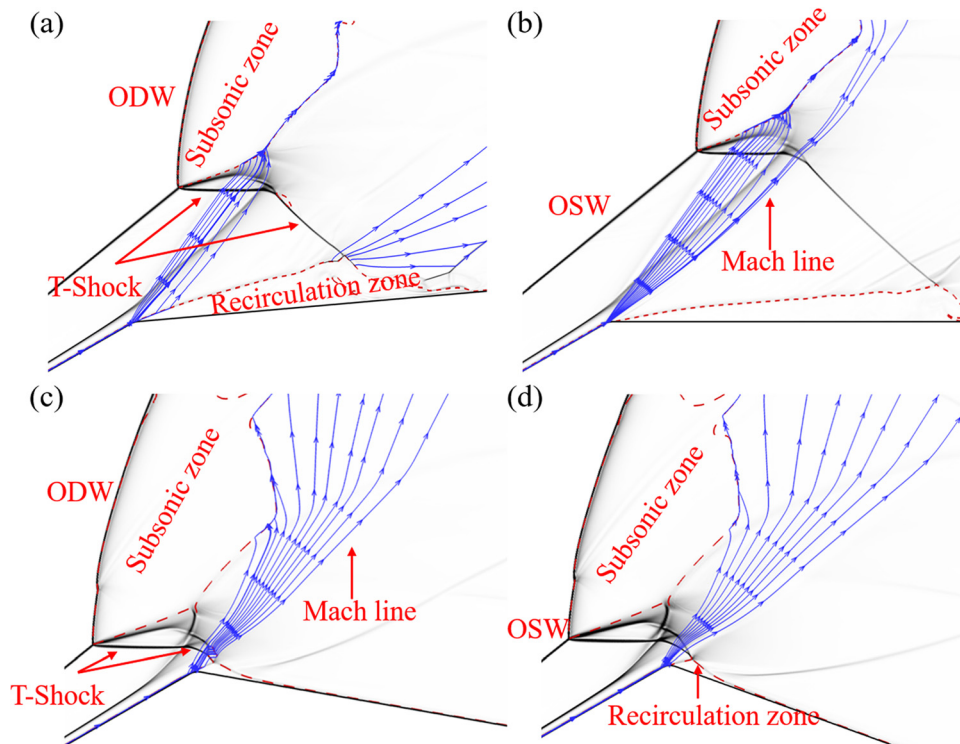 (a)
ODW
Subsonic zone
T-Shock
Recirculation zone
(b)
Subsonic zone
OSW
Mach line
(c)
ODW
Subsonic zone
Mach line
T-Shock
(d)
Subsonic zone
OSW
Recirculation zone